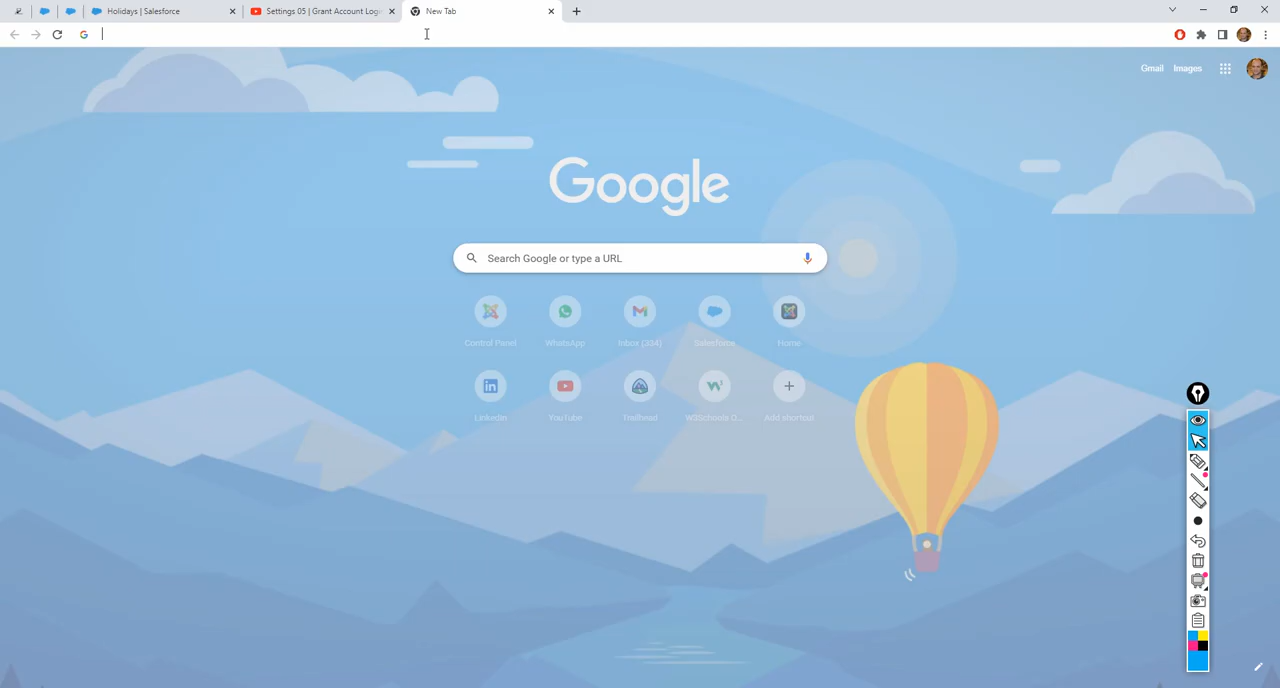 Holidays | Salesforce
Settings 05 | Grant Account Logi
New Tab
Gmail
Images
Google
Search Google or type a URL
Control Panel
WhatsApp
Inbox (334)
Salesforce
Home
LinkedIn
YouTube
Trailhead
W3Schools O...
Add shortcut